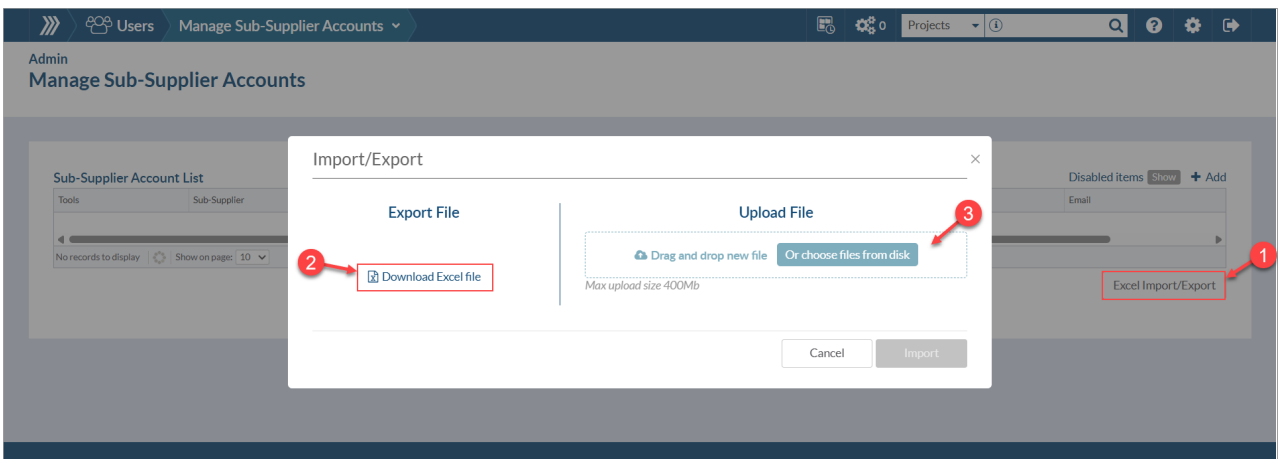 Users Manage Sub-Supplier Accounts 0 Projects
Admin
Manage Sub-Supplier Accounts
Import/Export
Sub-Supplier Account List
Disabled items Show + Add
Tools Sub-Supplier Email
Export File
Upload File
3
Drag and drop new file Or choose files from disk
No records to display Show on page: 10
2
1
Download Excel file
Max upload size 400Mb
Excel Import/Export
Cancel Import